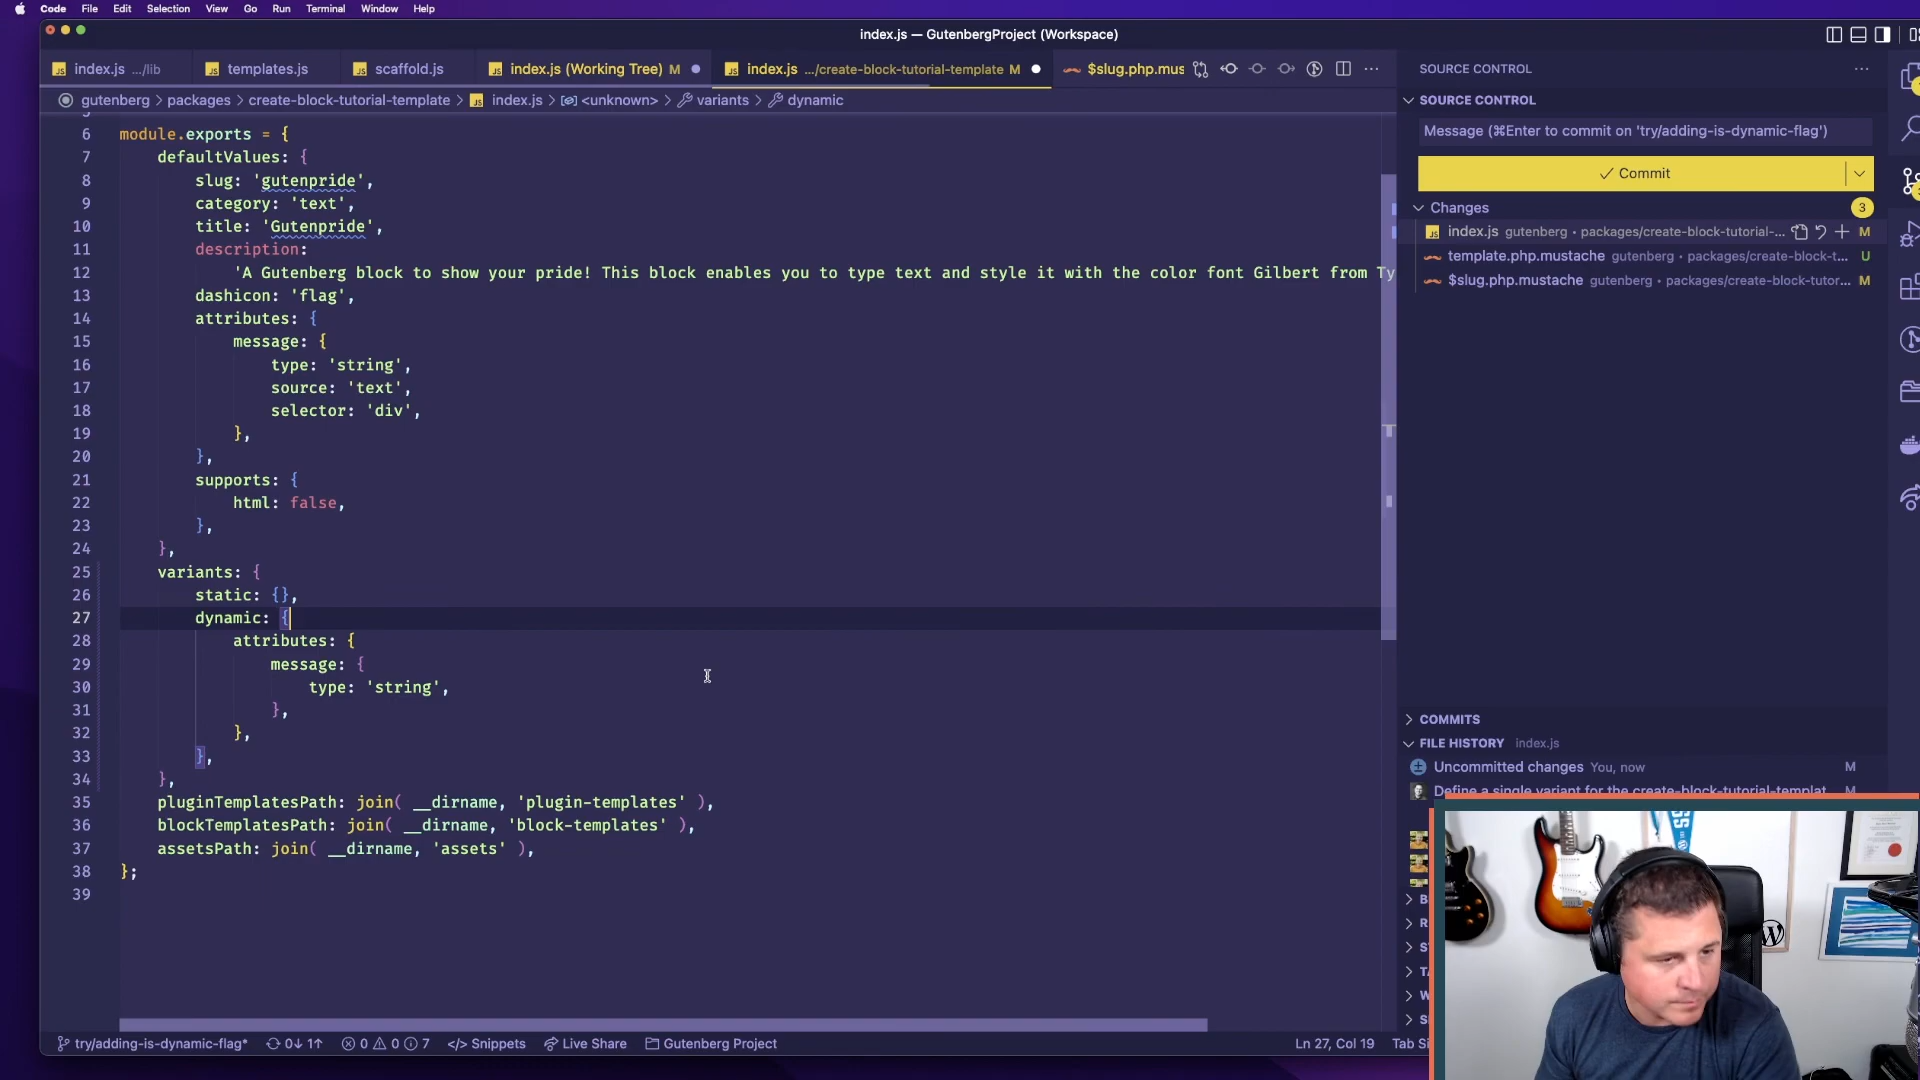 Code File Edit Selection View Go Run Terminal Window Help
index.js — GutenbergProject (Workspace)
index.js .../lib
templates.js
scaffold.js
index.js (Working Tree) M
index.js .../create-block-tutorial-template M
$slug.php.mus
gutenberg > packages > create-block-tutorial-template > index.js > <unknown> > variants > dynamic
6 module.exports = {
7 defaultValues: {
8 slug: 'gutenpride',
9 category: 'text',
10 title: 'Gutenpride',
11 description:
12 'A Gutenberg block to show your pride! This block enables you to type text and style it with the color font Gilbert from Ty
13 dashicon: 'flag',
14 attributes: {
15 message: {
16 type: 'string',
17 source: 'text',
18 selector: 'div',
19 },
20 },
21 supports: {
22 html: false,
23 },
24 },
25 variants: {
26 static: {},
27 dynamic: {
28 attributes: {
29 message: {
30 type: 'string',
31 },
32 },
33 },
34 },
35 pluginTemplatesPath: join( __dirname, 'plugin-templates' ),
36 blockTemplatesPath: join( __dirname, 'block-templates' ),
37 assetsPath: join( __dirname, 'assets' ),
38 };
39
SOURCE CONTROL
SOURCE CONTROL
Message (⌘Enter to commit on 'try/adding-is-dynamic-flag')
Commit
Changes 3
index.js gutenberg • packages/create-block-tutorial-... M
template.php.mustache gutenberg • packages/create-block-t... U
$slug.php.mustache gutenberg • packages/create-block-tutor... M
COMMITS
FILE HISTORY index.js
Uncommitted changes You, now M
Define a single variant for the create-block-tutorial-templat M
try/adding-is-dynamic-flag* 0↓ 1↑ 0 0 7 </> Snippets Live Share Gutenberg Project Ln 27, Col 19 Tab Si